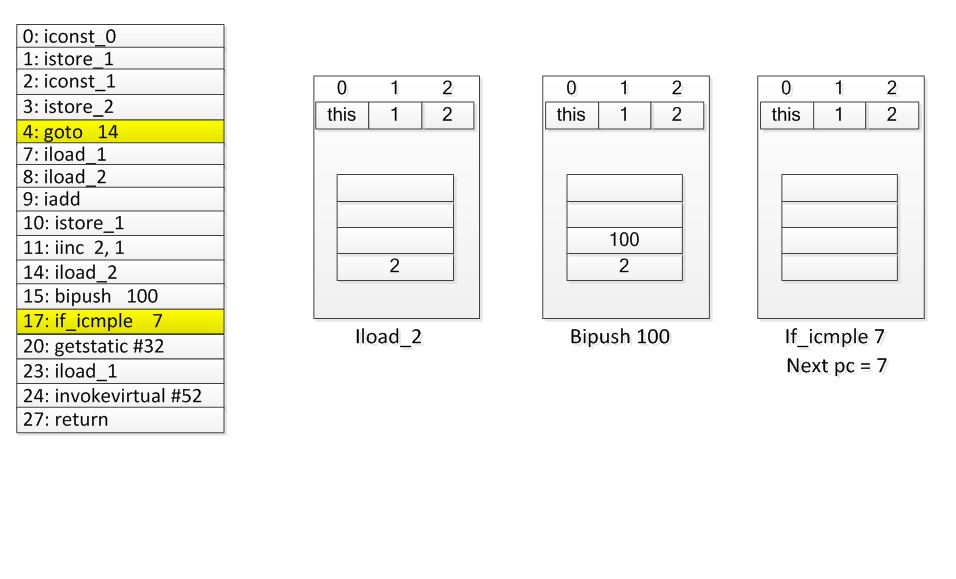 0: iconst_0
1: istore_1
2: iconst_1
3: istore_2
4: goto 14
7: iload_1
8: iload_2
9: iadd
10: istore_1
11: iinc 2, 1
14: iload_2
15: bipush 100
17: if_icmple 7
20: getstatic #32
23: iload_1
24: invokevirtual #52
27: return
0 1 2
this 1 2
2
Iload_2
0 1 2
this 1 2
100
2
Bipush 100
0 1 2
this 1 2
If_icmple 7
Next pc = 7